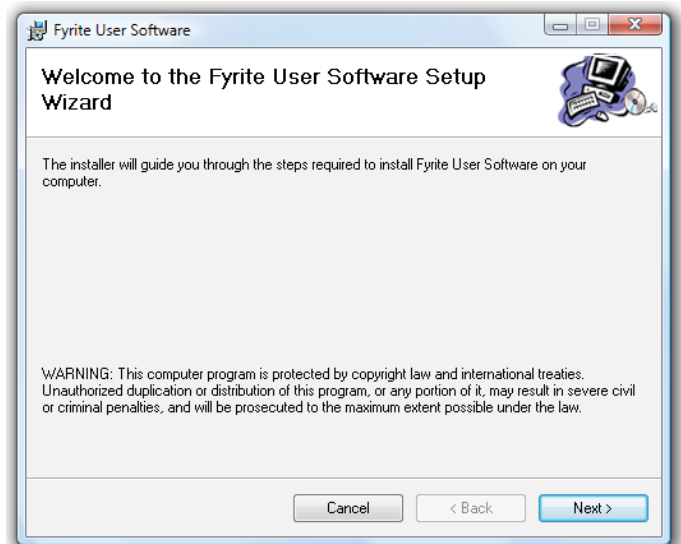 Fyrite User Software
Welcome to the Fyrite User Software Setup
Wizard
The installer will guide you through the steps required to install Fyrite User Software on your
computer.
WARNING: This computer program is protected by copyright law and international treaties.
Unauthorized duplication or distribution of this program, or any portion of it, may result in severe civil
or criminal penalties, and will be prosecuted to the maximum extent possible under the law.
Cancel < Back Next >